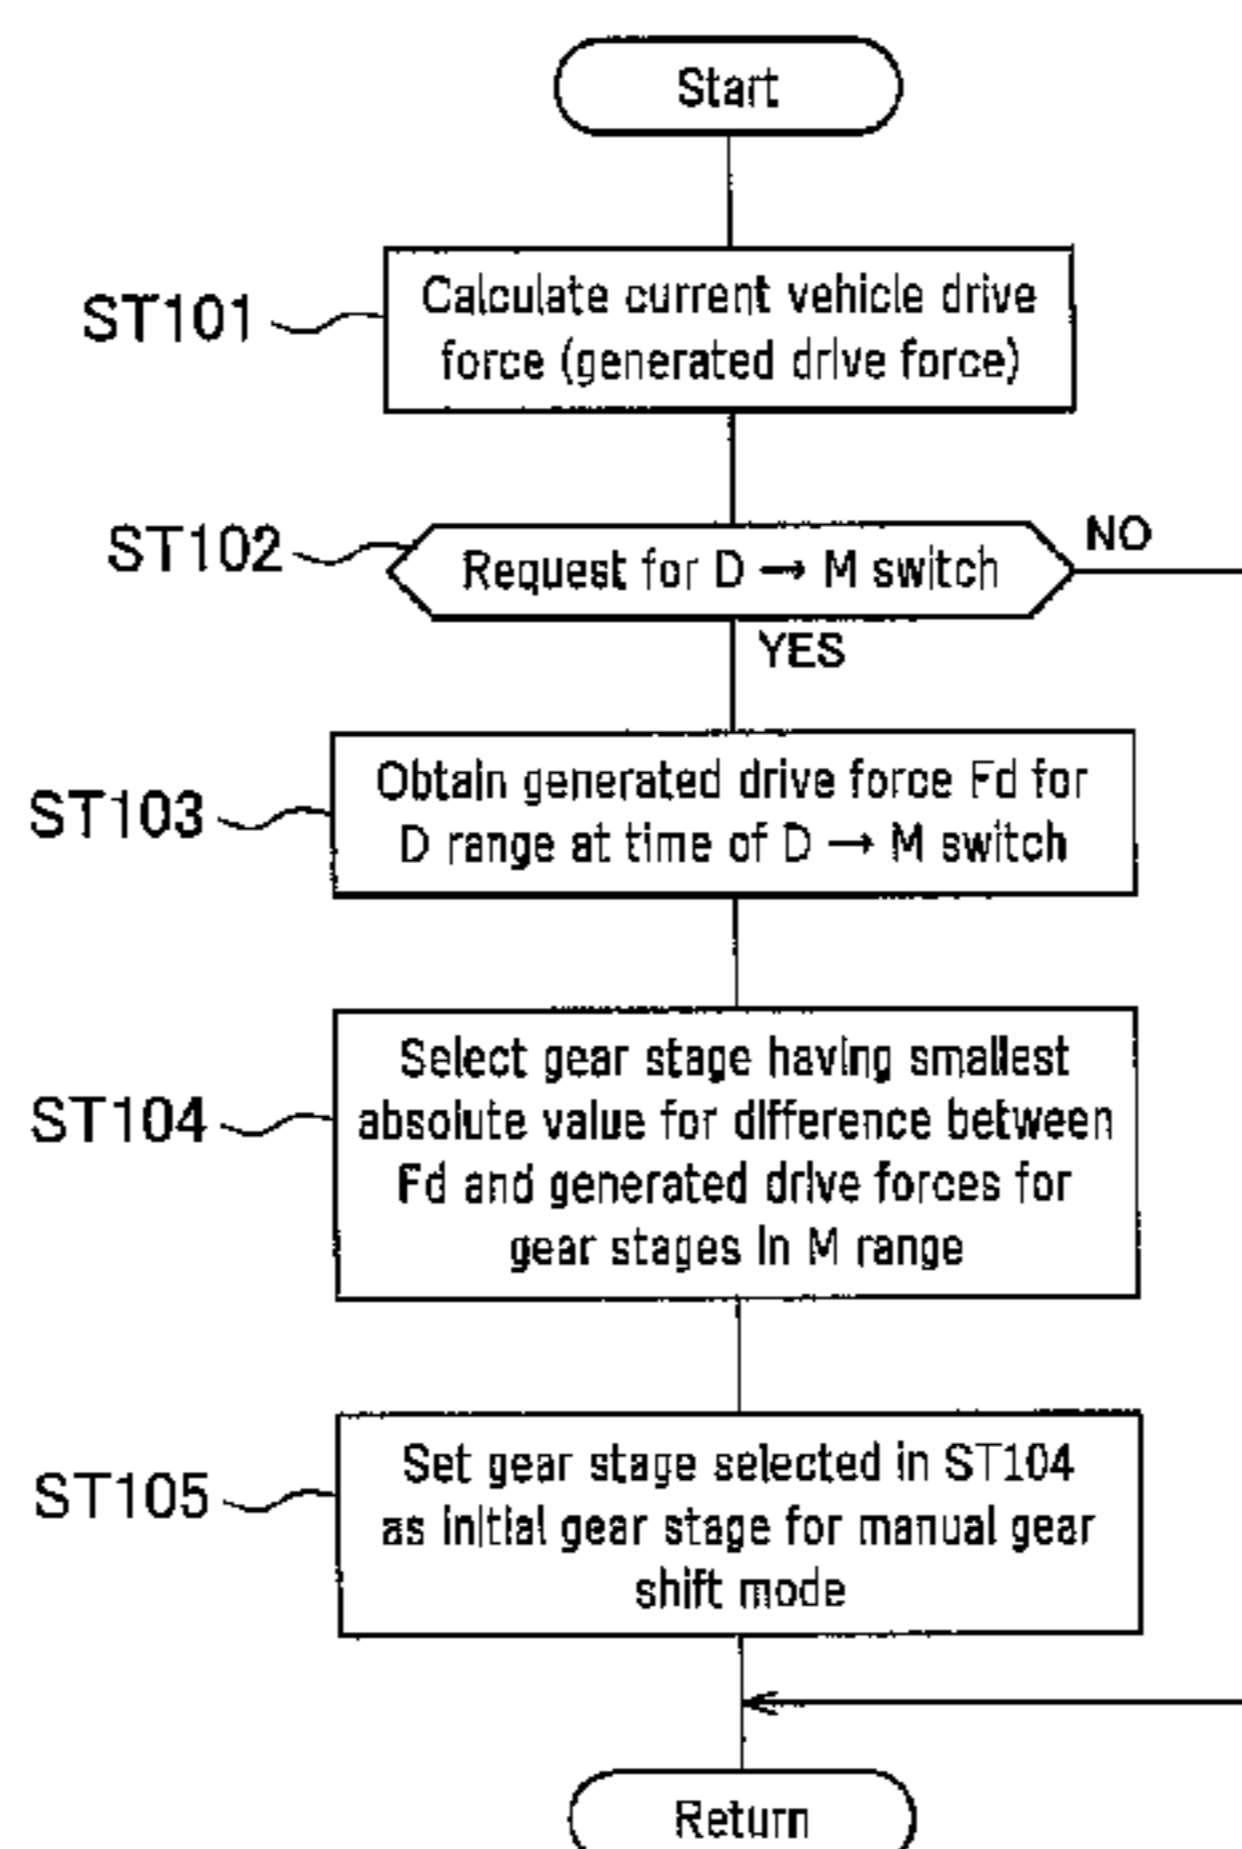 Start
ST101
Calculate current vehicle drive
force (generated drive force)
ST102
Request for D → M switch
NO
YES
ST103
Obtain generated drive force Fd for
D range at time of D → M switch
ST104
Select gear stage having smallest
absolute value for difference between
Fd and generated drive forces for
gear stages in M range
ST105
Set gear stage selected in ST104
as initial gear stage for manual gear
shift mode
Return